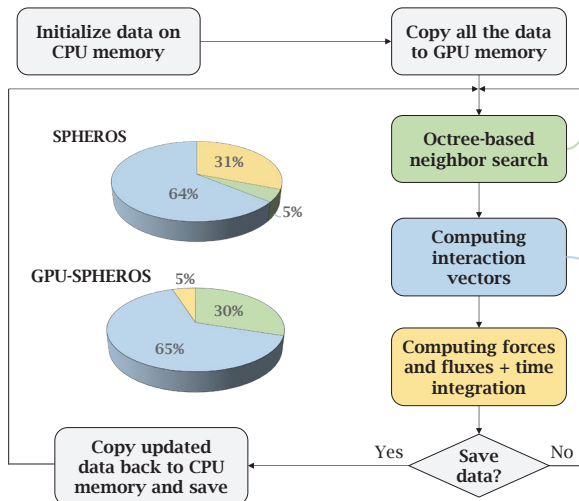 Initialize data on
CPU memory
Copy all the data
to GPU memory
SPHEROS
31%
64%
5%
Octree-based
neighbor search
Computing
interaction
vectors
GPU-SPHEROS
5%
30%
65%
Computing forces
and fluxes + time
integration
Copy updated
data back to CPU
memory and save
Yes
Save
data?
No